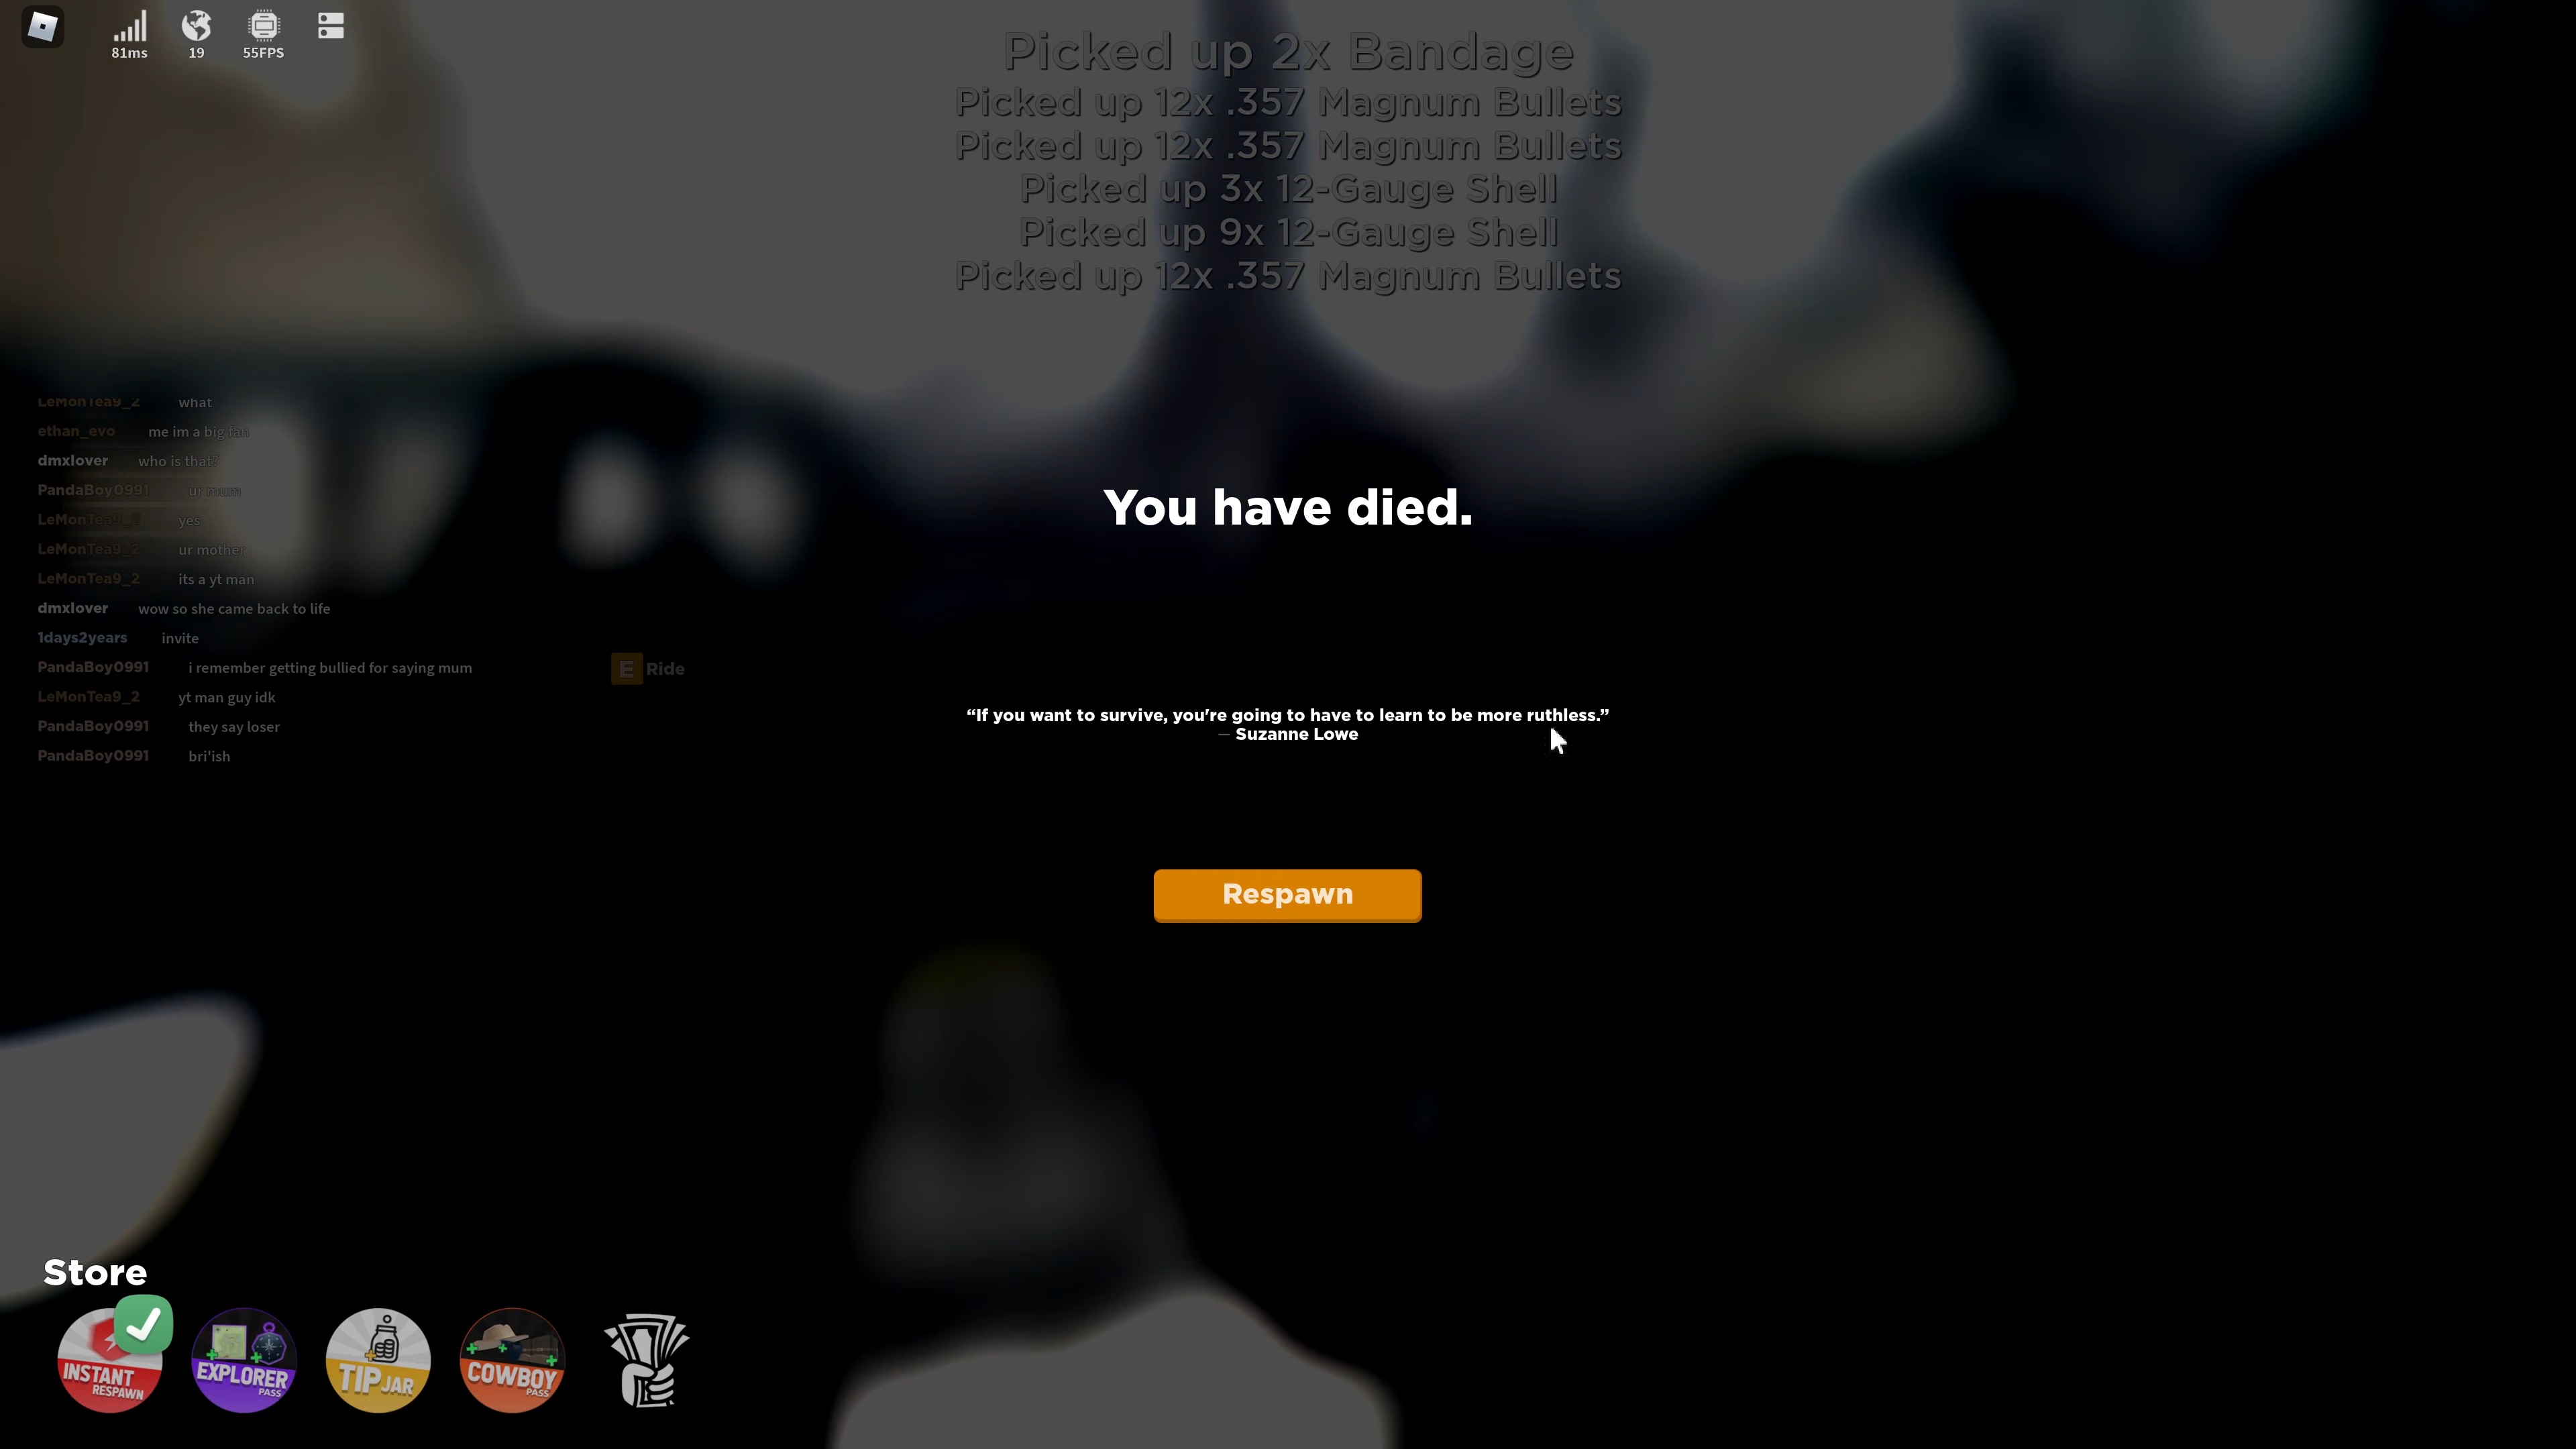 81ms
19
55FPS
Picked up 2x Bandage
Picked up 12x .357 Magnum Bullets
Picked up 12x .357 Magnum Bullets
Picked up 3x 12-Gauge Shell
Picked up 9x 12-Gauge Shell
Picked up 12x .357 Magnum Bullets
LeMonTea9_2 what
ethan_evo me im a big fan
dmxlover who is that?
PandaBoy0991 ur mum
LeMonTea9_2 yes
LeMonTea9_2 ur mother
LeMonTea9_2 its a yt man
dmxlover wow so she came back to life
1days2years invite
PandaBoy0991 i remember getting bullied for saying mum
LeMonTea9_2 yt man guy idk
PandaBoy0991 they say loser
PandaBoy0991 bri'ish
E Ride
You have died.
“If you want to survive, you're going to have to learn to be more ruthless.”
— Suzanne Lowe
Respawn
Store
INSTANT
RESPAWN
EXPLORER
PASS
TIP JAR
COWBOY
PASS